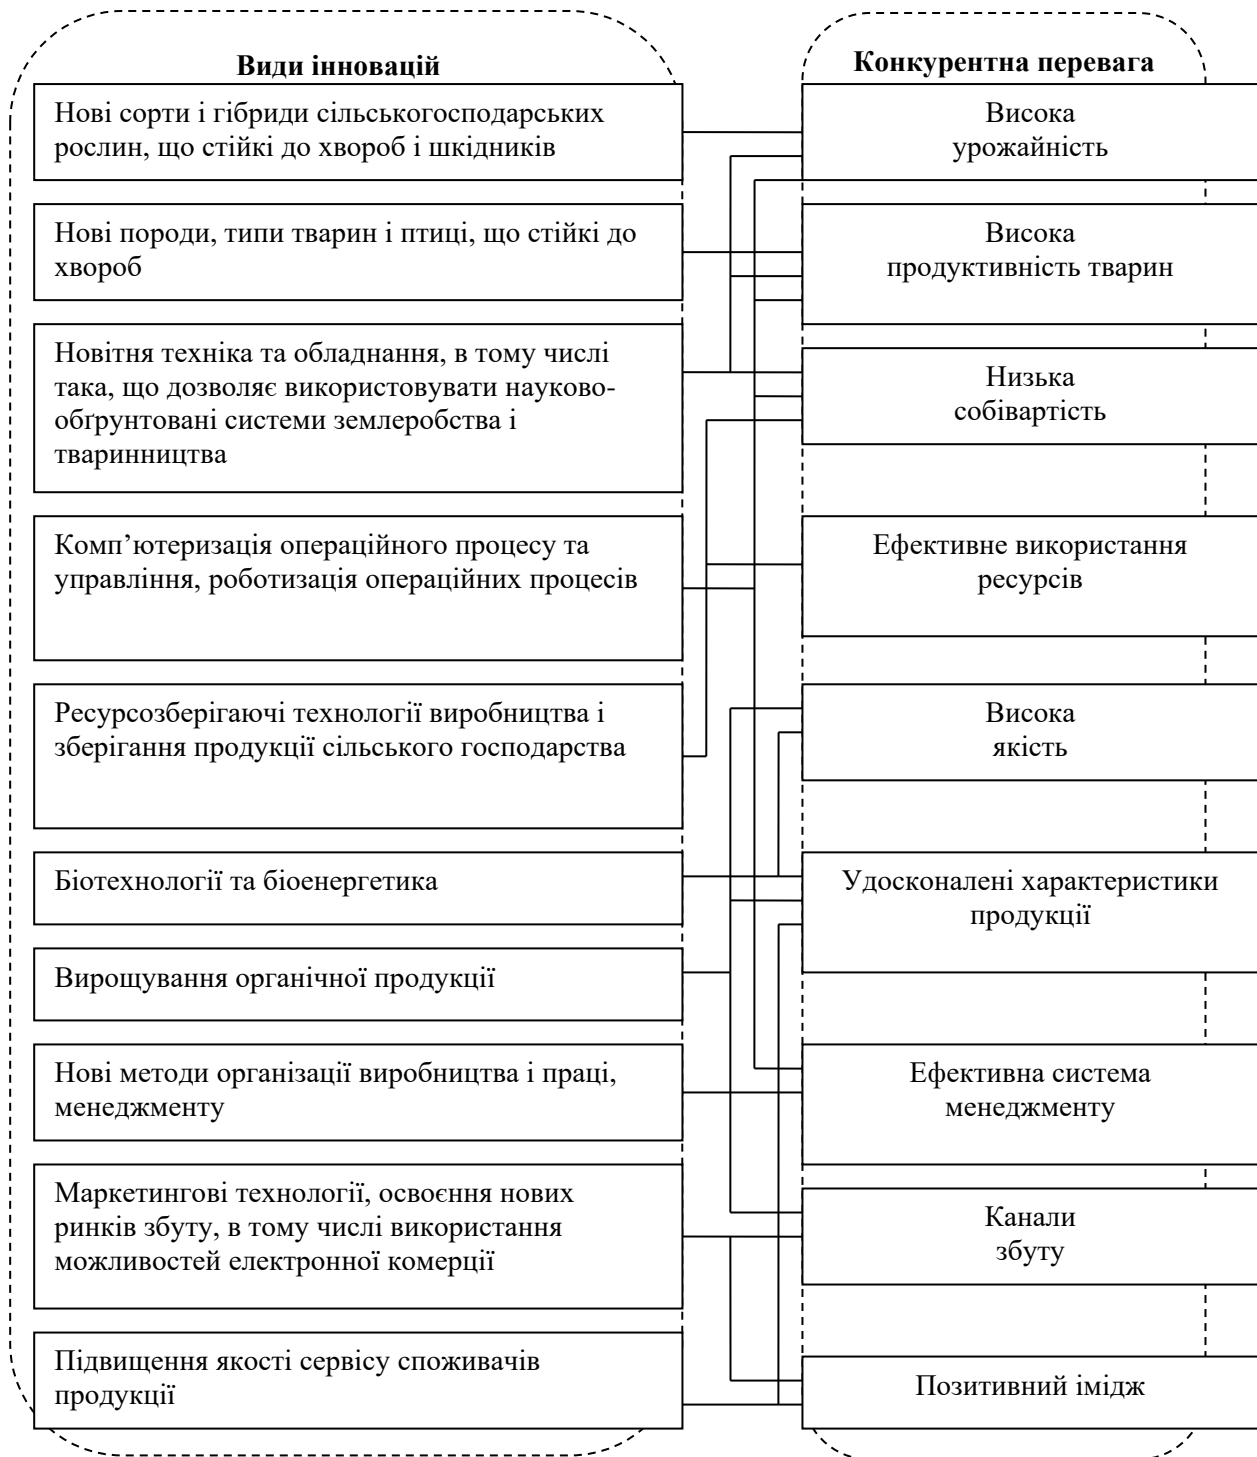 Види інновацій
Нові сорти і гібриди сільськогосподарських
рослин, що стійкі до хвороб і шкідників
Нові породи, типи тварин і птиці, що стійкі до
хвороб
Новітня техніка та обладнання, в тому числі
така, що дозволяє використовувати науково-
обґрунтовані системи землеробства і
тваринництва
Комп’ютеризація операційного процесу та
управління, роботизація операційних процесів
Ресурсозберігаючі технології виробництва і
зберігання продукції сільського господарства
Біотехнології та біоенергетика
Вирощування органічної продукції
Нові методи організації виробництва і праці,
менеджменту
Маркетингові технології, освоєння нових
ринків збуту, в тому числі використання
можливостей електронної комерції
Підвищення якості сервісу споживачів
продукції
Конкурентна перевага
Висока
урожайність
Висока
продуктивність тварин
Низька
собівартість
Ефективне використання
ресурсів
Висока
якість
Удосконалені характеристики
продукції
Ефективна система
менеджменту
Канали
збуту
Позитивний імідж